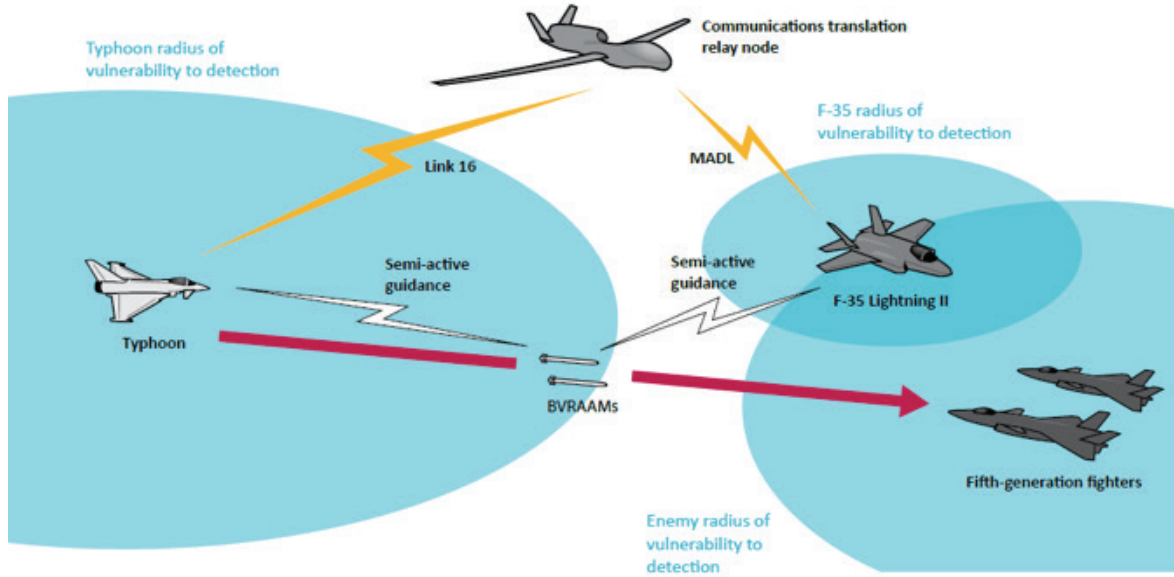 Communications translation
relay node
Typhoon radius of
vulnerability to detection
F-35 radius of
vulnerability to detection
MADL
Link 16
Semi-active
guidance
Semi-active
guidance
F-35 Lightning II
Typhoon
BVRAAMs
Fifth-generation fighters
Enemy radius of
vulnerability to
detection